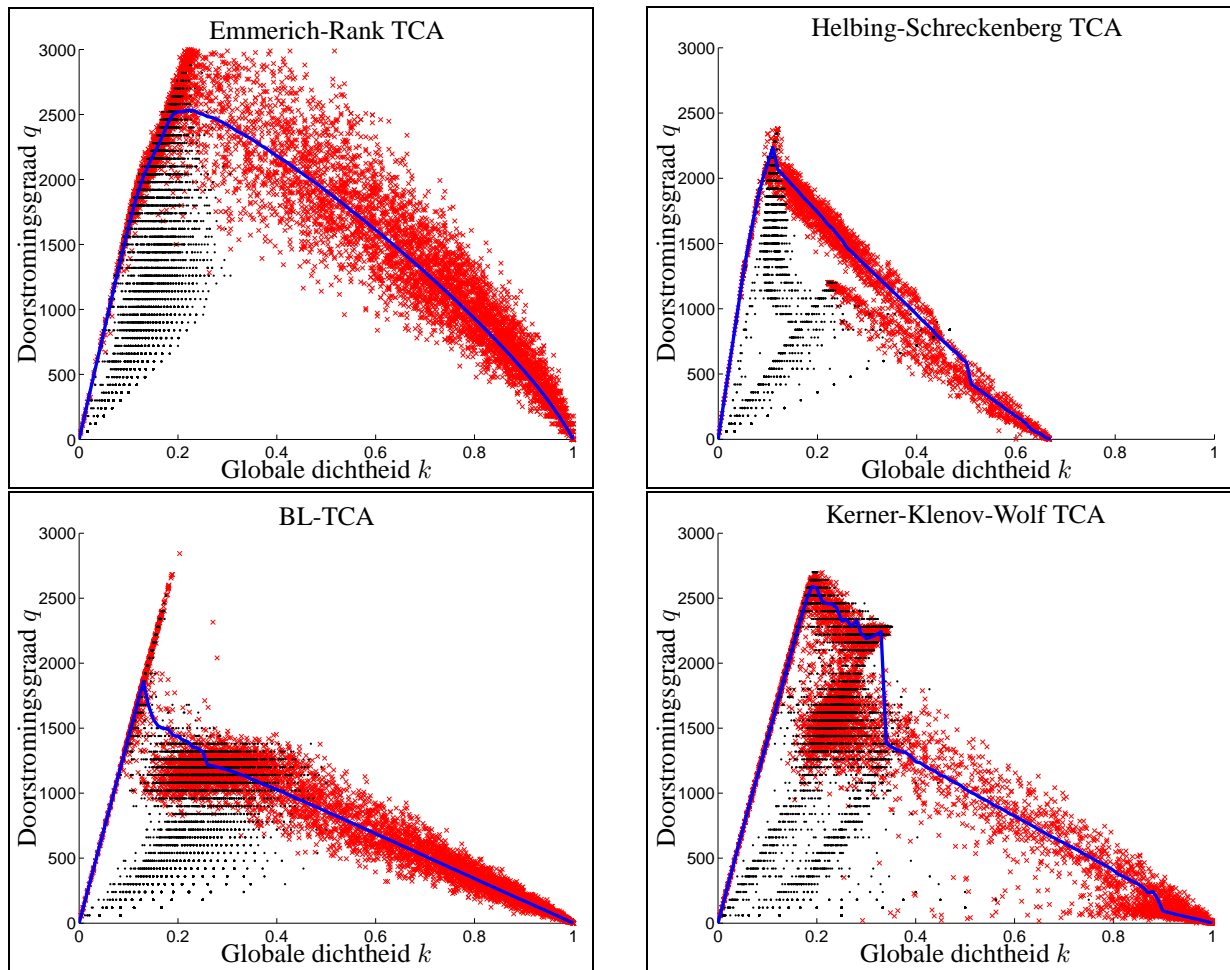 Emmerich-Rank TCA
3000
2500
2000
1500
1000
500
0
Doorstromingsgraad q
0 0.2 0.4 0.6 0.8 1
Globale dichtheid k
Helbing-Schreckenberg TCA
3000
2500
2000
1500
1000
500
0
Doorstromingsgraad q
0 0.2 0.4 0.6 0.8 1
Globale dichtheid k
BL-TCA
3000
2500
2000
1500
1000
500
0
Doorstromingsgraad q
0 0.2 0.4 0.6 0.8 1
Globale dichtheid k
Kerner-Klenov-Wolf TCA
3000
2500
2000
1500
1000
500
0
Doorstromingsgraad q
0 0.2 0.4 0.6 0.8 1
Globale dichtheid k